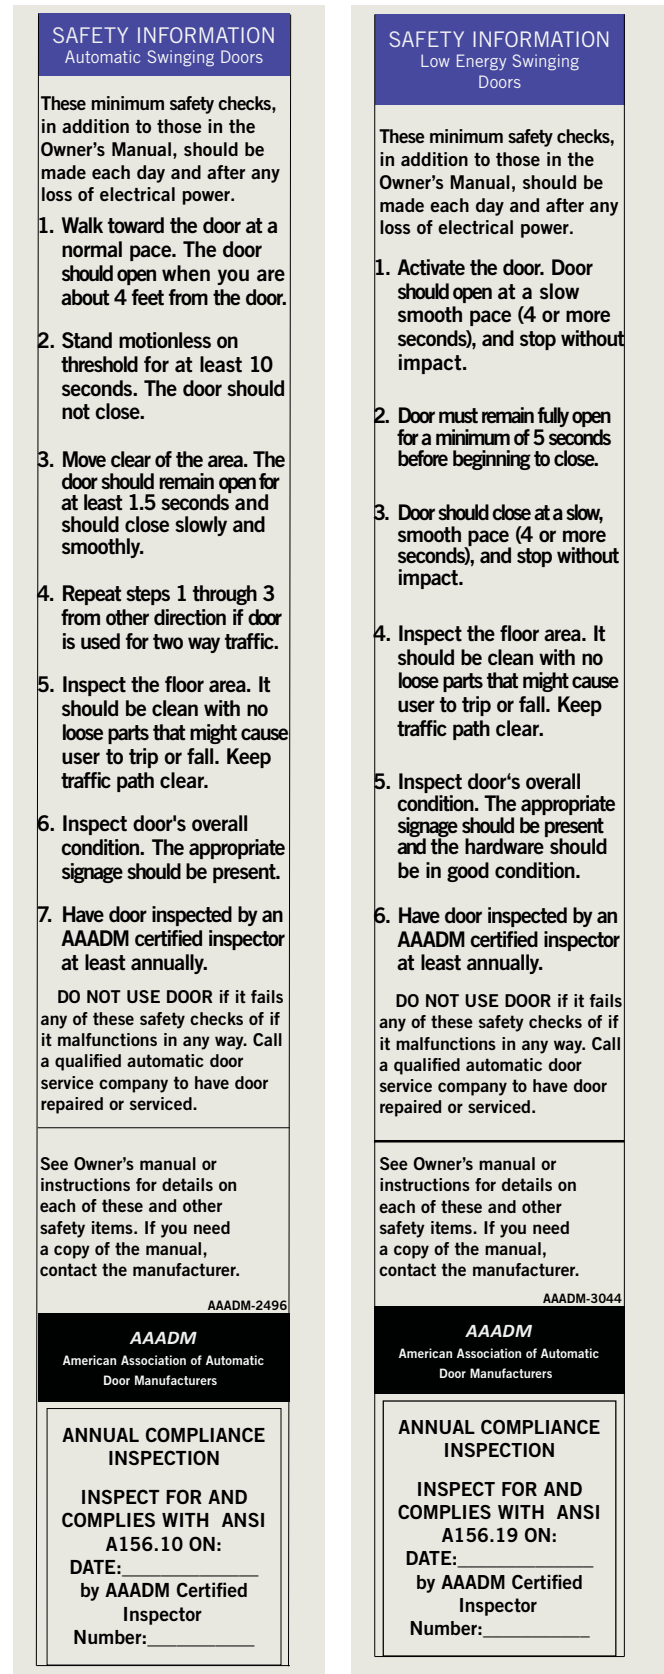 SAFETY INFORMATION
Automatic Swinging Doors
These minimum safety checks,
in addition to those in the
Owner’s Manual, should be
made each day and after any
loss of electrical power.
1. Walk toward the door at a
normal pace. The door
should open when you are
about 4 feet from the door.
2. Stand motionless on
threshold for at least 10
seconds. The door should
not close.
3. Move clear of the area. The
door should remain open for
at least 1.5 seconds and
should close slowly and
smoothly.
4. Repeat steps 1 through 3
from other direction if door
is used for two way traffic.
5. Inspect the floor area. It
should be clean with no
loose parts that might cause
user to trip or fall. Keep
traffic path clear.
6. Inspect door's overall
condition. The appropriate
signage should be present.
7. Have door inspected by an
AAADM certified inspector
at least annually.
DO NOT USE DOOR if it fails
any of these safety checks of if
it malfunctions in any way. Call
a qualified automatic door
service company to have door
repaired or serviced.
See Owner’s manual or
instructions for details on
each of these and other
safety items. If you need
a copy of the manual,
contact the manufacturer.
AAADM-2496
AAADM
American Association of Automatic
Door Manufacturers
ANNUAL COMPLIANCE
INSPECTION
INSPECT FOR AND
COMPLIES WITH ANSI
A156.10 ON:
DATE:______________
by AAADM Certified
Inspector
Number:___________
SAFETY INFORMATION
Low Energy Swinging
Doors
These minimum safety checks,
in addition to those in the
Owner’s Manual, should be
made each day and after any
loss of electrical power.
1. Activate the door. Door
should open at a slow
smooth pace (4 or more
seconds), and stop without
impact.
2. Door must remain fully open
for a minimum of 5 seconds
before beginning to close.
3. Door should close at a slow,
smooth pace (4 or more
seconds), and stop without
impact.
4. Inspect the floor area. It
should be clean with no
loose parts that might cause
user to trip or fall. Keep
traffic path clear.
5. Inspect door‘s overall
condition. The appropriate
signage should be present
and the hardware should
be in good condition.
6. Have door inspected by an
AAADM certified inspector
at least annually.
DO NOT USE DOOR if it fails
any of these safety checks of if
it malfunctions in any way. Call
a qualified automatic door
service company to have door
repaired or serviced.
See Owner’s manual or
instructions for details on
each of these and other
safety items. If you need
a copy of the manual,
contact the manufacturer.
AAADM-3044
AAADM
American Association of Automatic
Door Manufacturers
ANNUAL COMPLIANCE
INSPECTION
INSPECT FOR AND
COMPLIES WITH ANSI
A156.19 ON:
DATE:______________
by AAADM Certified
Inspector
Number:___________